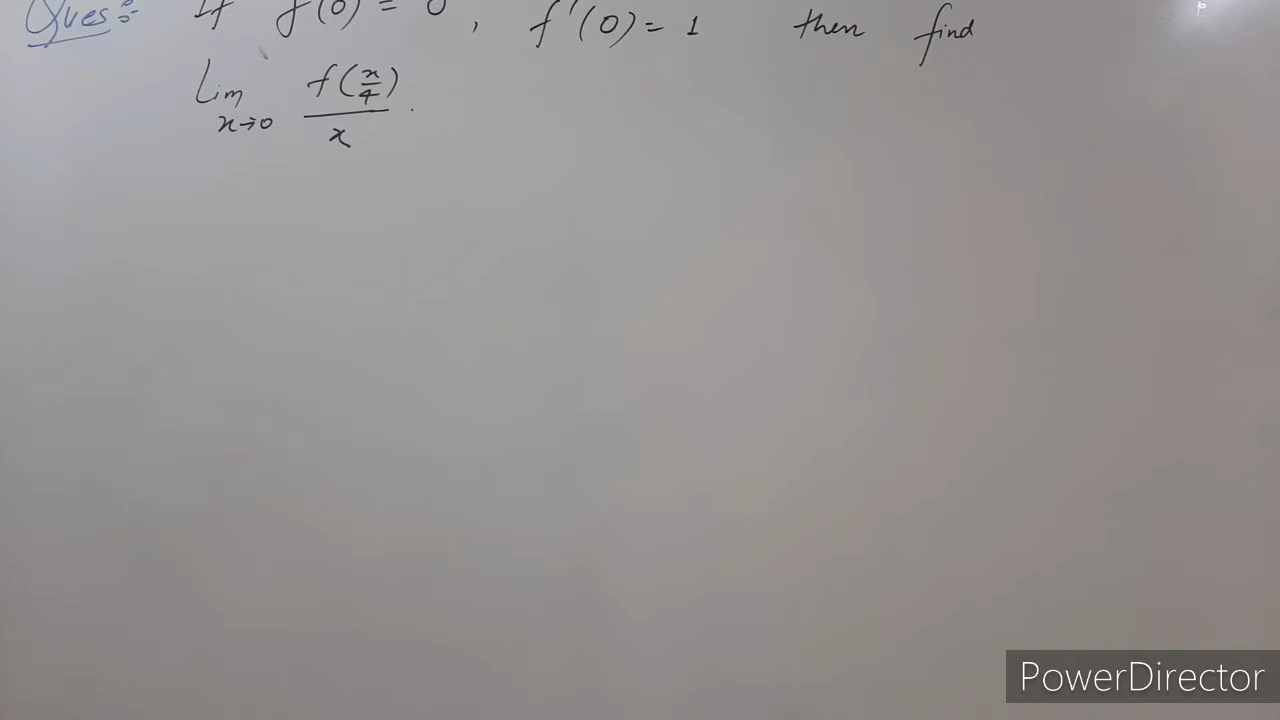 Ques:- If f(0) = 0, f'(0) = 1 then find
Lim x→0 f(x/4)/x.
PowerDirector